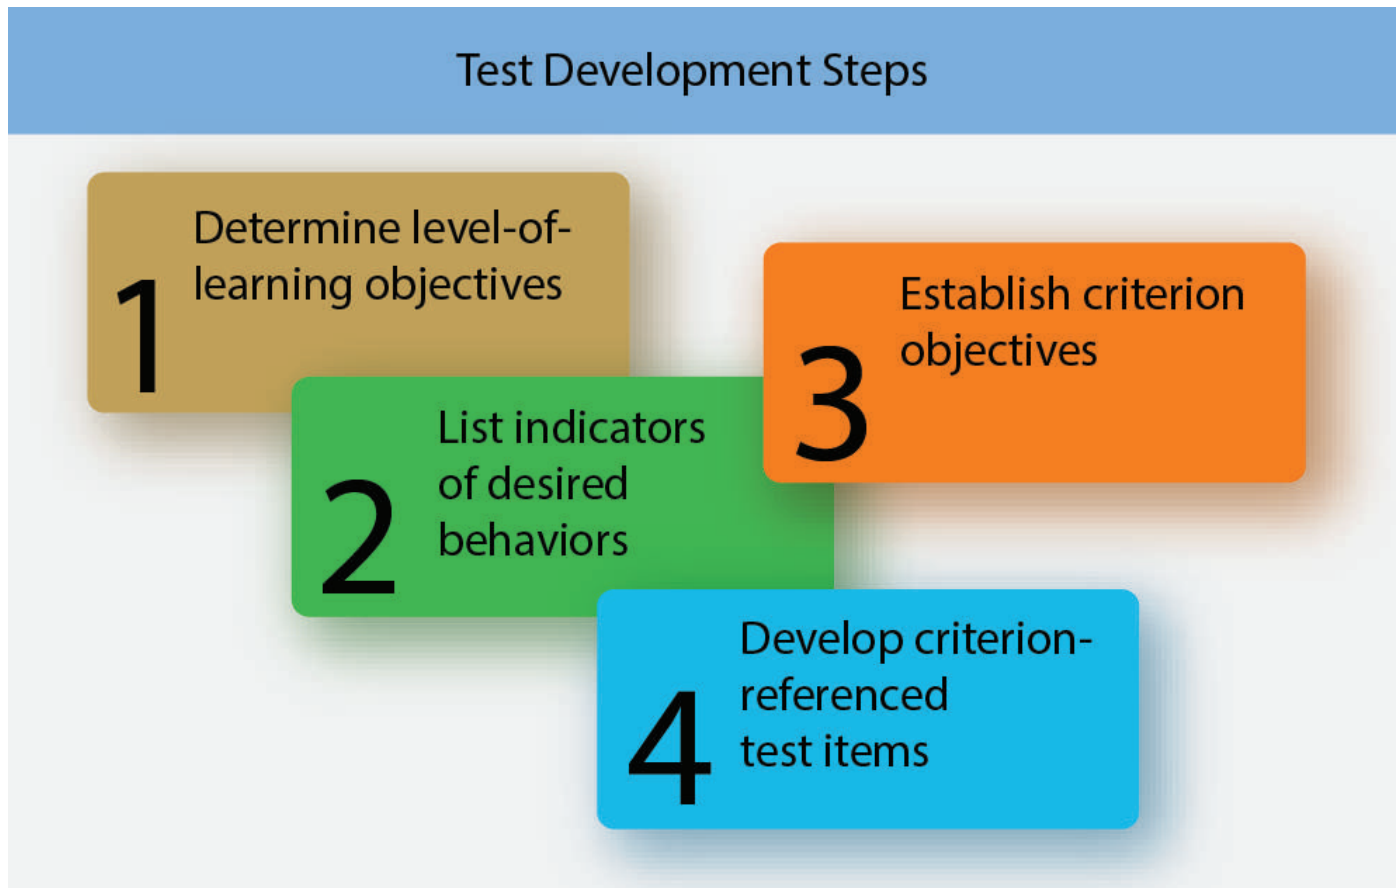 Test Development Steps
1
Determine level-of-
learning objectives
2
List indicators
of desired
behaviors
3
Establish criterion
objectives
4
Develop criterion-
referenced
test items